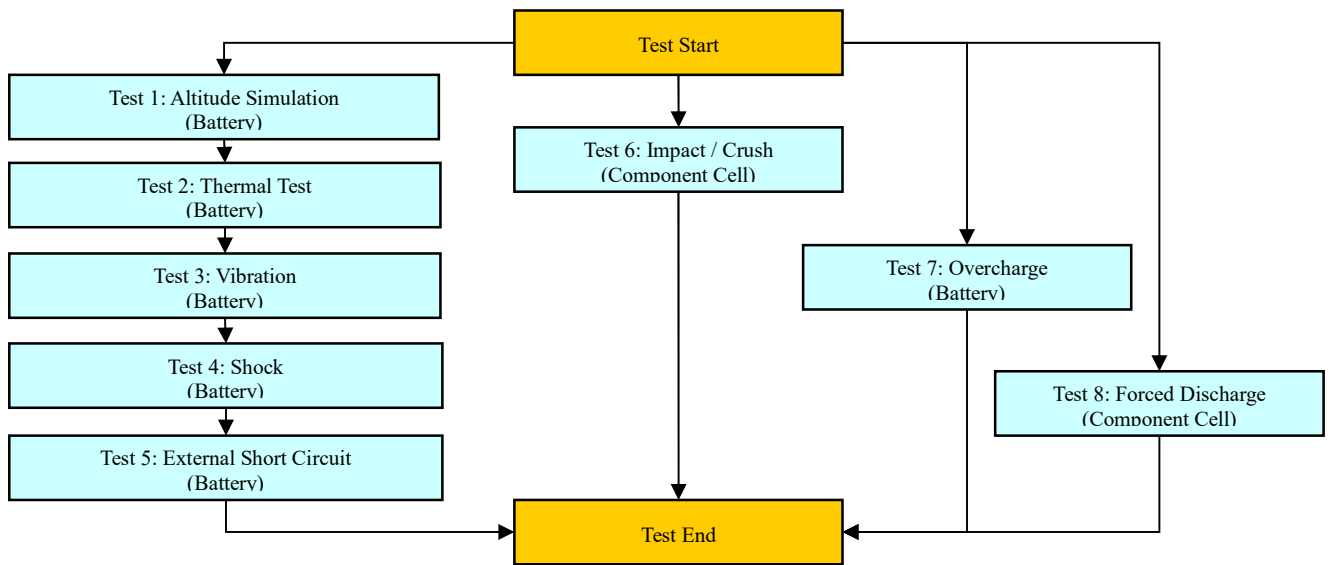 Test Start
Test 1: Altitude Simulation
(Battery)
Test 2: Thermal Test
(Battery)
Test 3: Vibration
(Battery)
Test 4: Shock
(Battery)
Test 5: External Short Circuit
(Battery)
Test 6: Impact / Crush
(Component Cell)
Test 7: Overcharge
(Battery)
Test 8: Forced Discharge
(Component Cell)
Test End